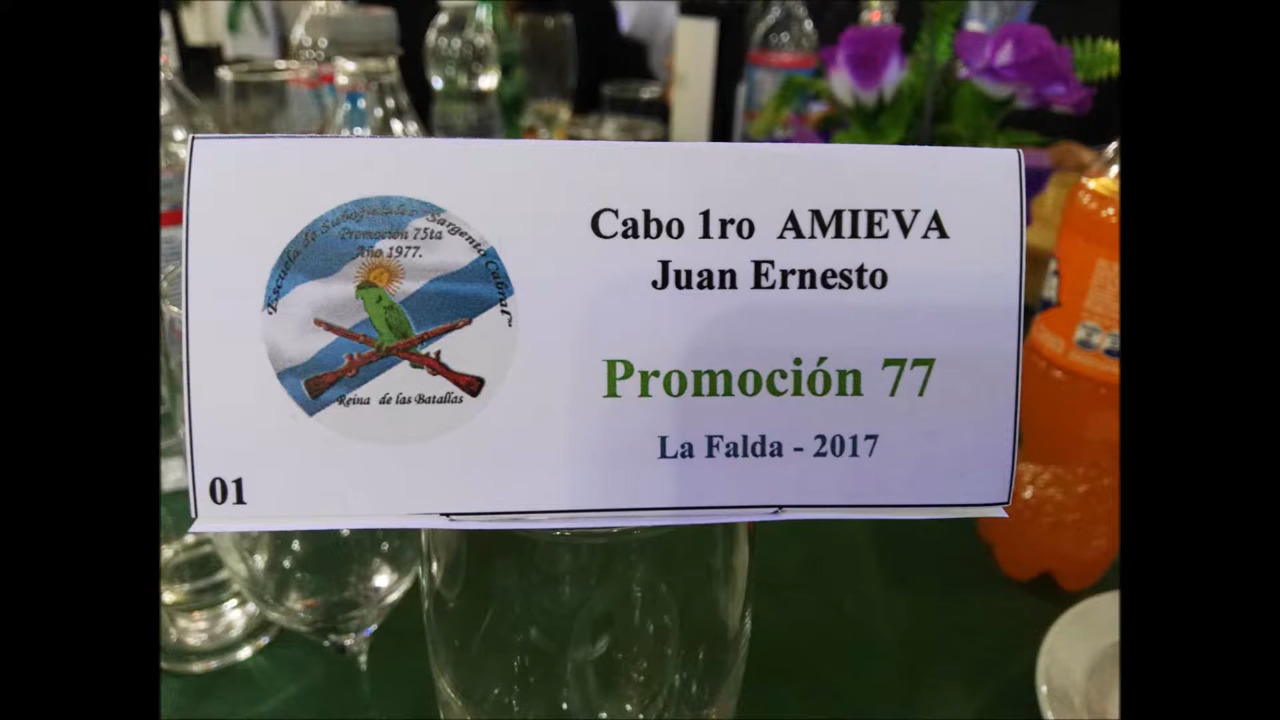 "Escuela de Suboficiales Sargento Cabral"
Promoción 75ta
Año 1977.
Reina de las Batallas
Cabo 1ro AMIEVA
Juan Ernesto
Promoción 77
La Falda - 2017
01